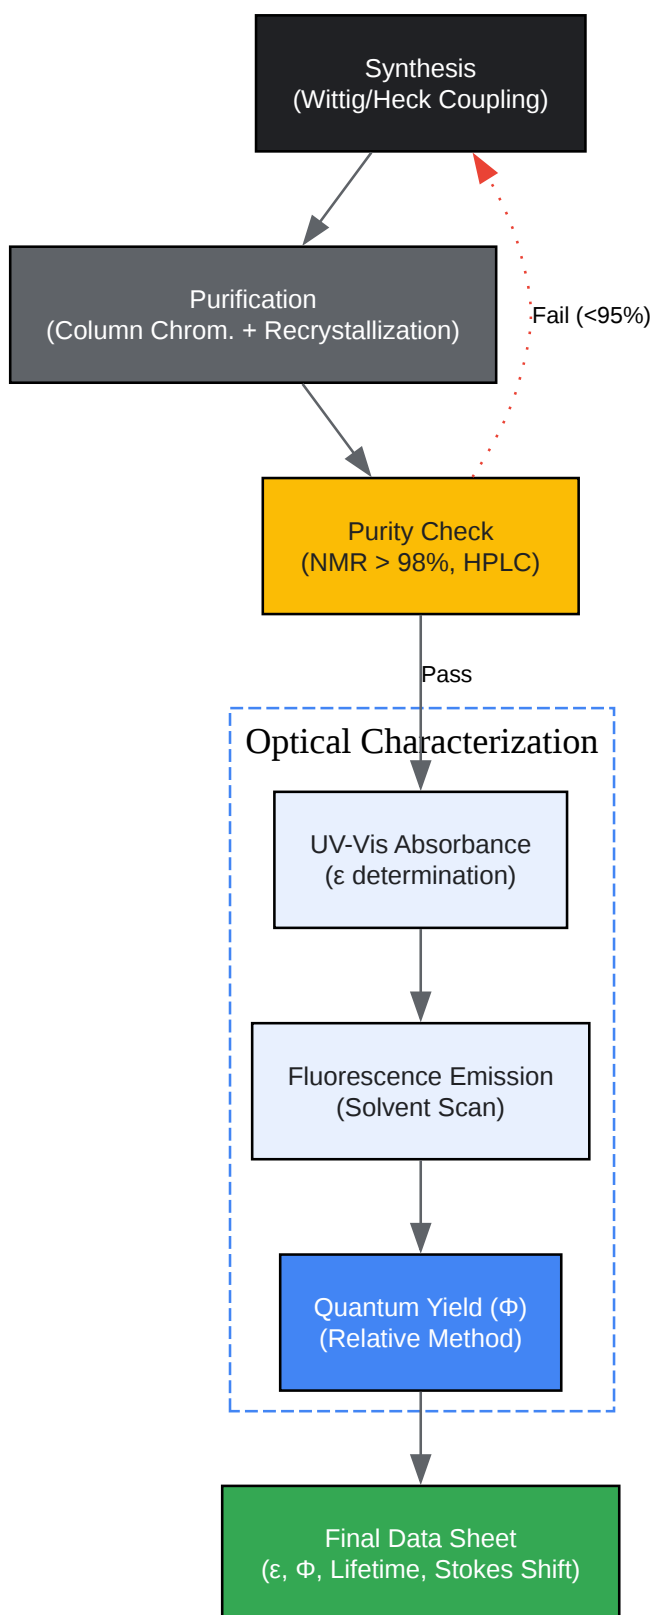 Synthesis
(Wittig/Heck Coupling)
Purification
(Column Chrom. + Recrystallization)
Fail (<95%)
Purity Check
(NMR > 98%, HPLC)
Pass
Optical Characterization
UV-Vis Absorbance
(ε determination)
Fluorescence Emission
(Solvent Scan)
Quantum Yield (Φ)
(Relative Method)
Final Data Sheet
(ε, Φ, Lifetime, Stokes Shift)